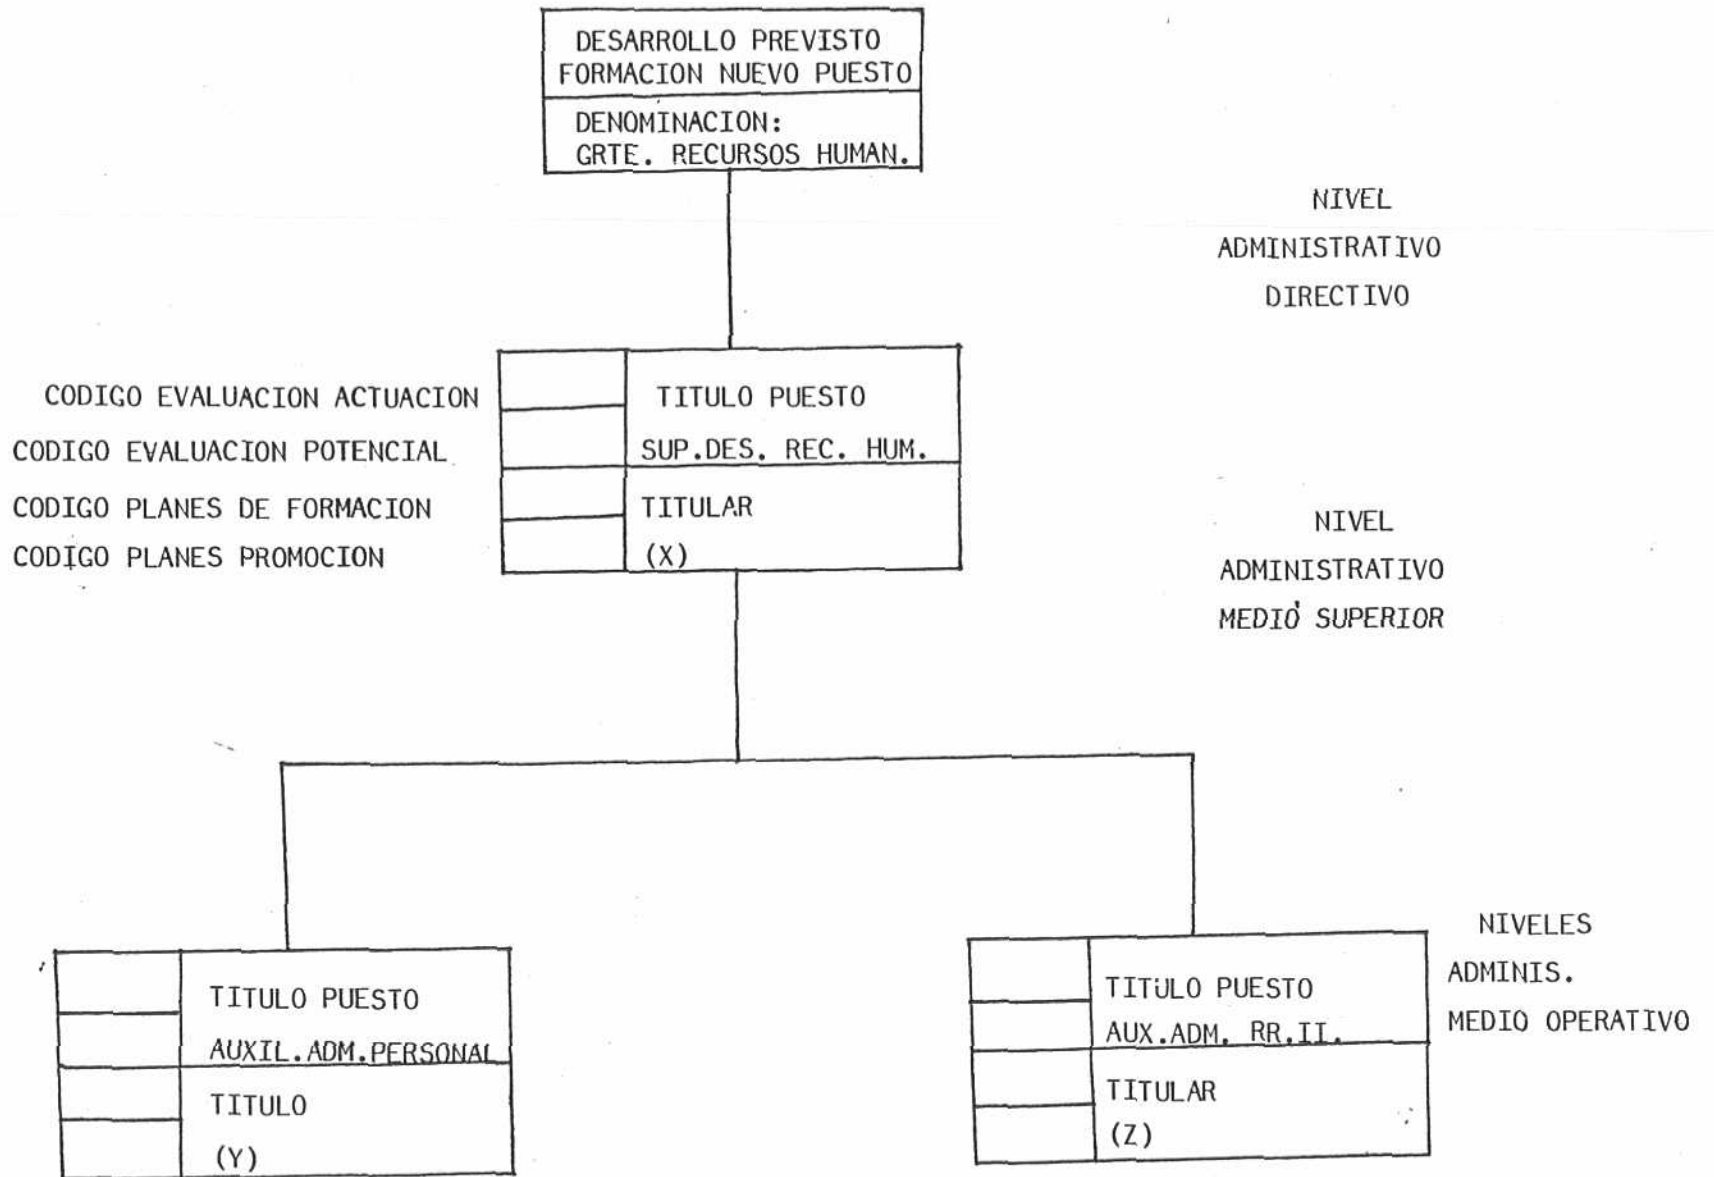 DESARROLLO PREVISTO
FORMACION NUEVO PUESTO
DENOMINACION:
GRTE. RECURSOS HUMAN.
NIVEL
ADMINISTRATIVO
DIRECTIVO
CODIGO EVALUACION ACTUACION
CODIGO EVALUACION POTENCIAL
CODIGO PLANES DE FORMACION
CODIGO PLANES PROMOCION
TITULO PUESTO
SUP.DES. REC. HUM.
TITULAR
(X)
NIVEL
ADMINISTRATIVO
MEDIO SUPERIOR
TITULO PUESTO
AUXIL.ADM.PERSONAL
TITULO
(Y)
TITULO PUESTO
AUX.ADM. RR.II.
TITULAR
(Z)
NIVELES
ADMINIS.
MEDIO OPERATIVO